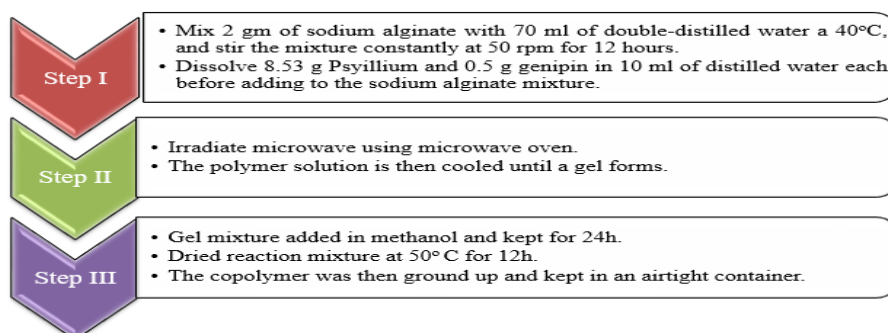 Step I
• Mix 2 gm of sodium alginate with 70 ml of double-distilled water a 40°C,
and stir the mixture constantly at 50 rpm for 12 hours.
• Dissolve 8.53 g Psyillium and 0.5 g genipin in 10 ml of distilled water each
before adding to the sodium alginate mixture.
Step II
• Irradiate microwave using microwave oven.
• The polymer solution is then cooled until a gel forms.
Step III
• Gel mixture added in methanol and kept for 24h.
• Dried reaction mixture at 50° C for 12h.
• The copolymer was then ground up and kept in an airtight container.